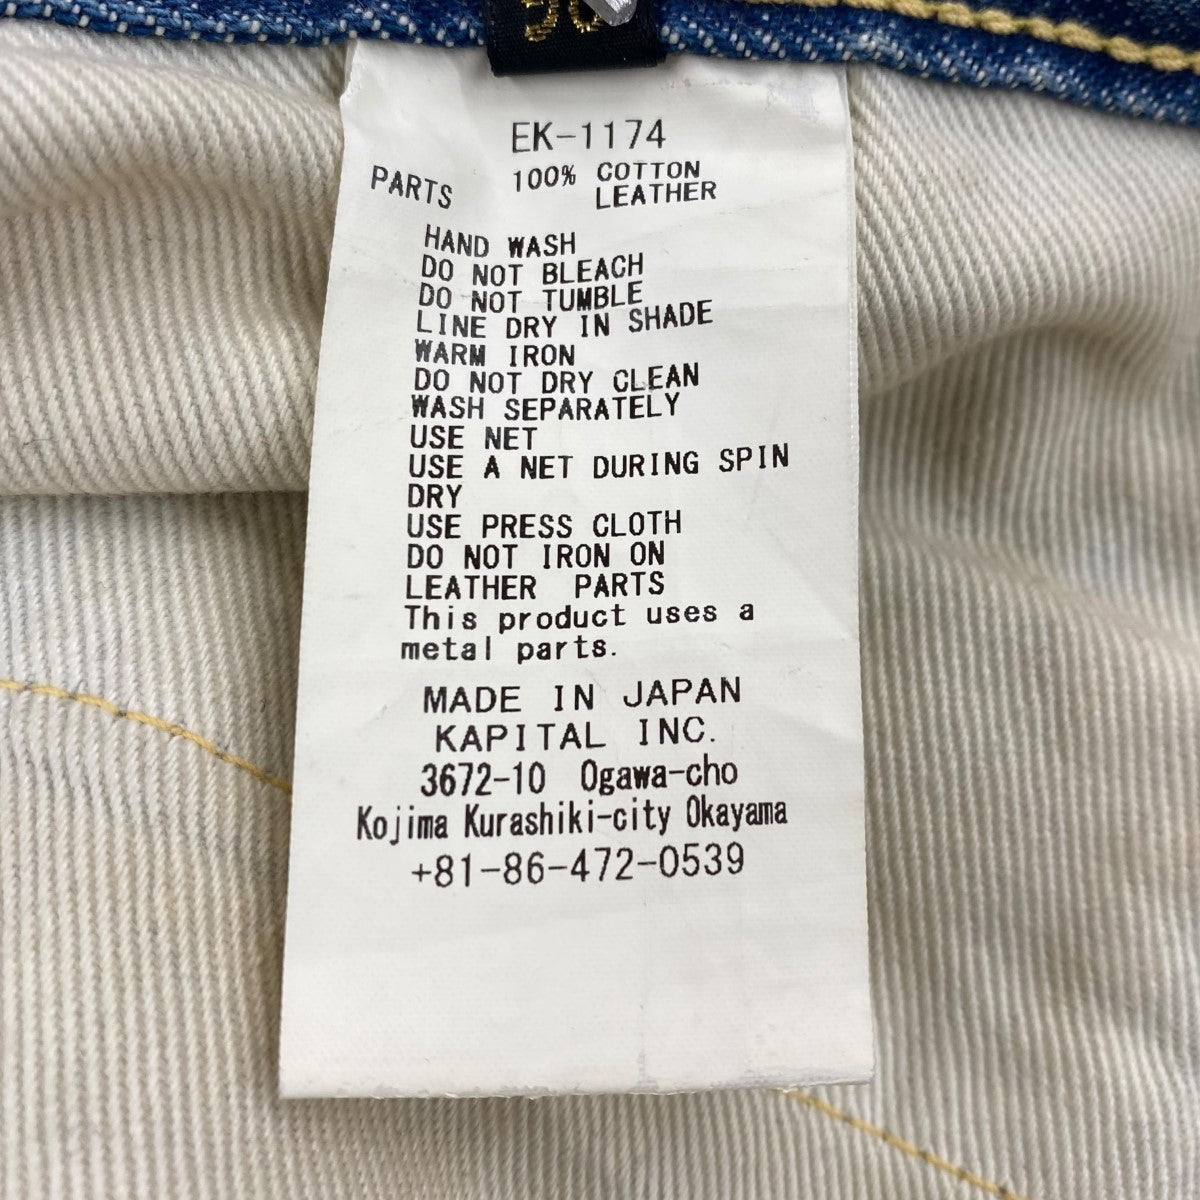 EK-1174
100% COTTON
PARTS LEATHER
HAND WASH
DO NOT BLEACH
DO NOT TUMBLE
LINE DRY IN SHADE
WARM IRON
DO NOT DRY CLEAN
WASH SEPARATELY
USE NET
USE A NET DURING SPIN
DRY
USE PRESS CLOTH
DO NOT IRON ON
LEATHER PARTS
This product uses a
metal parts.
MADE IN JAPAN
KAPITAL INC.
3672-10 Ogawa-cho
Kojima Kurashiki-city Okayama
+81-86-472-0539